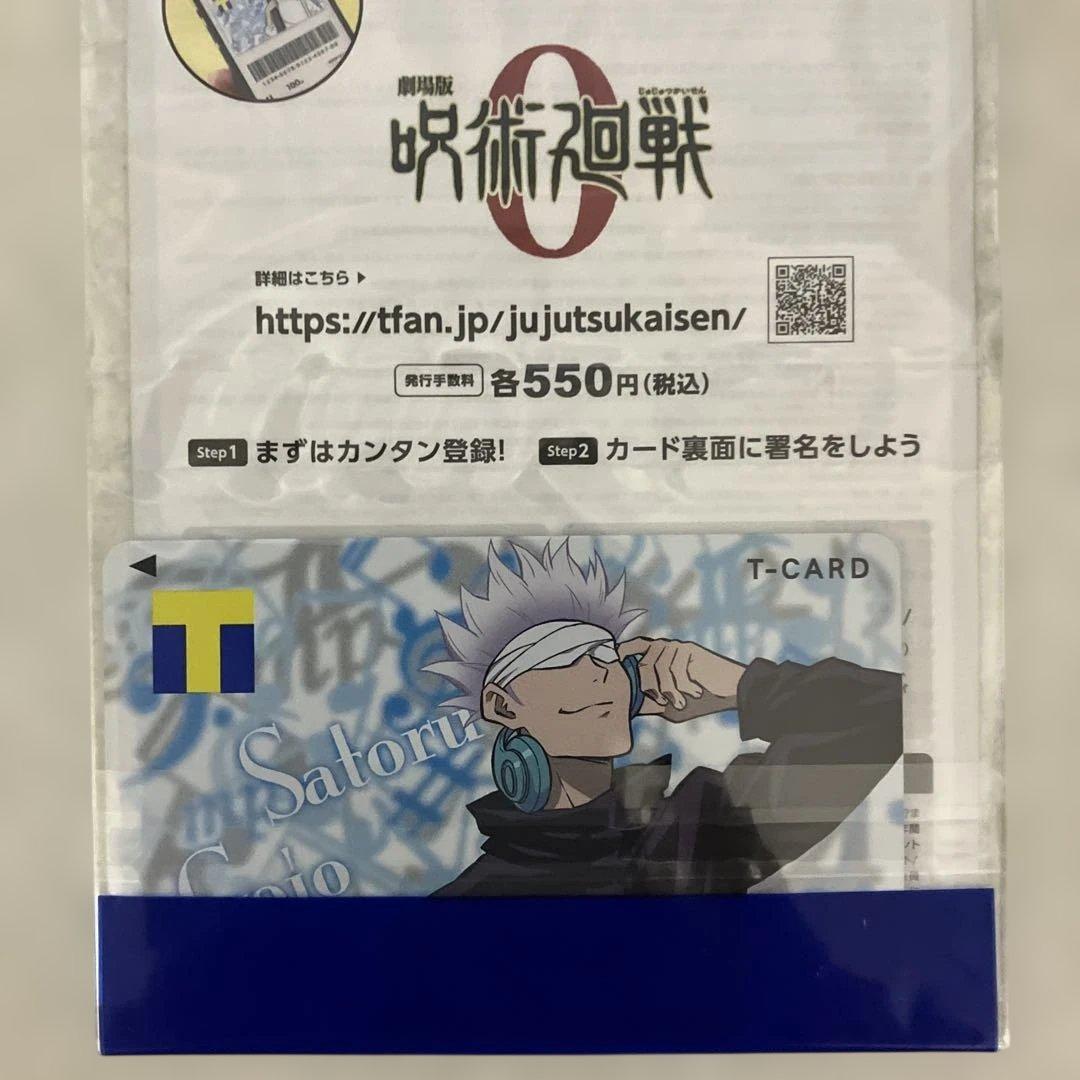 劇場版
じゅじゅつかいせん
呪術廻戦
0
詳細はこちら
https://tfan.jp/jujutsukaisen/
発行手数料 各550円(税込)
Step1 まずはカンタン登録! Step2 カード裏面に署名をしよう
T-CARD
T
Satoru
Gojo